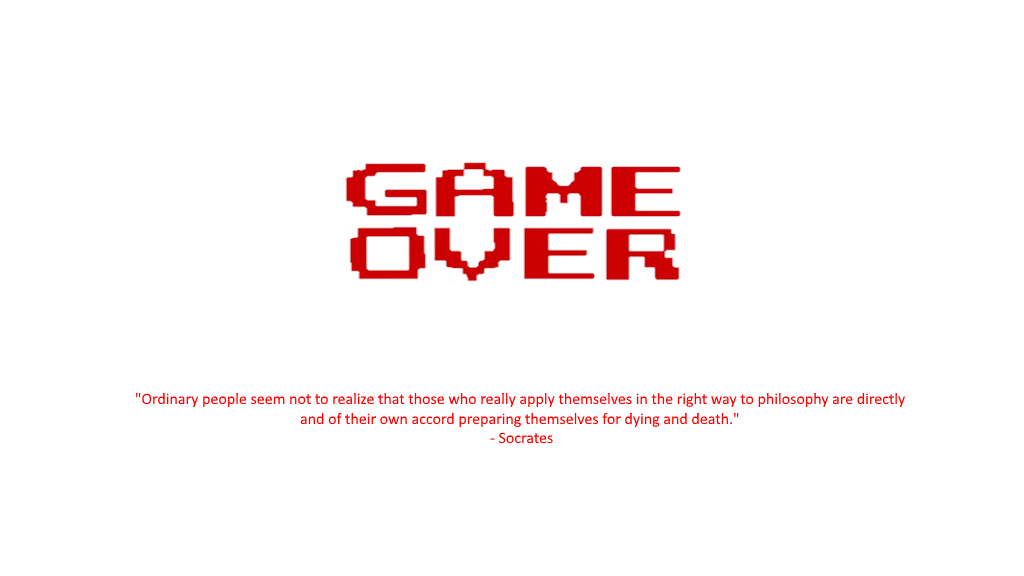 GAME
OVER
"Ordinary people seem not to realize that those who really apply themselves in the right way to philosophy are directly
and of their own accord preparing themselves for dying and death."
- Socrates